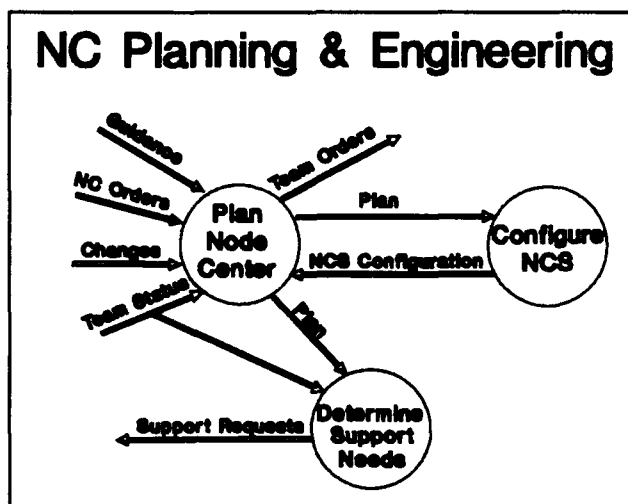 NC Planning & Engineering
Guidance
Team Orders
NC Orders
Plan
Node
Center
Plan
Configure
NCS
Changes
NCS Configuration
Team Status
Plan
Determine
Support
Needs
Support Requests